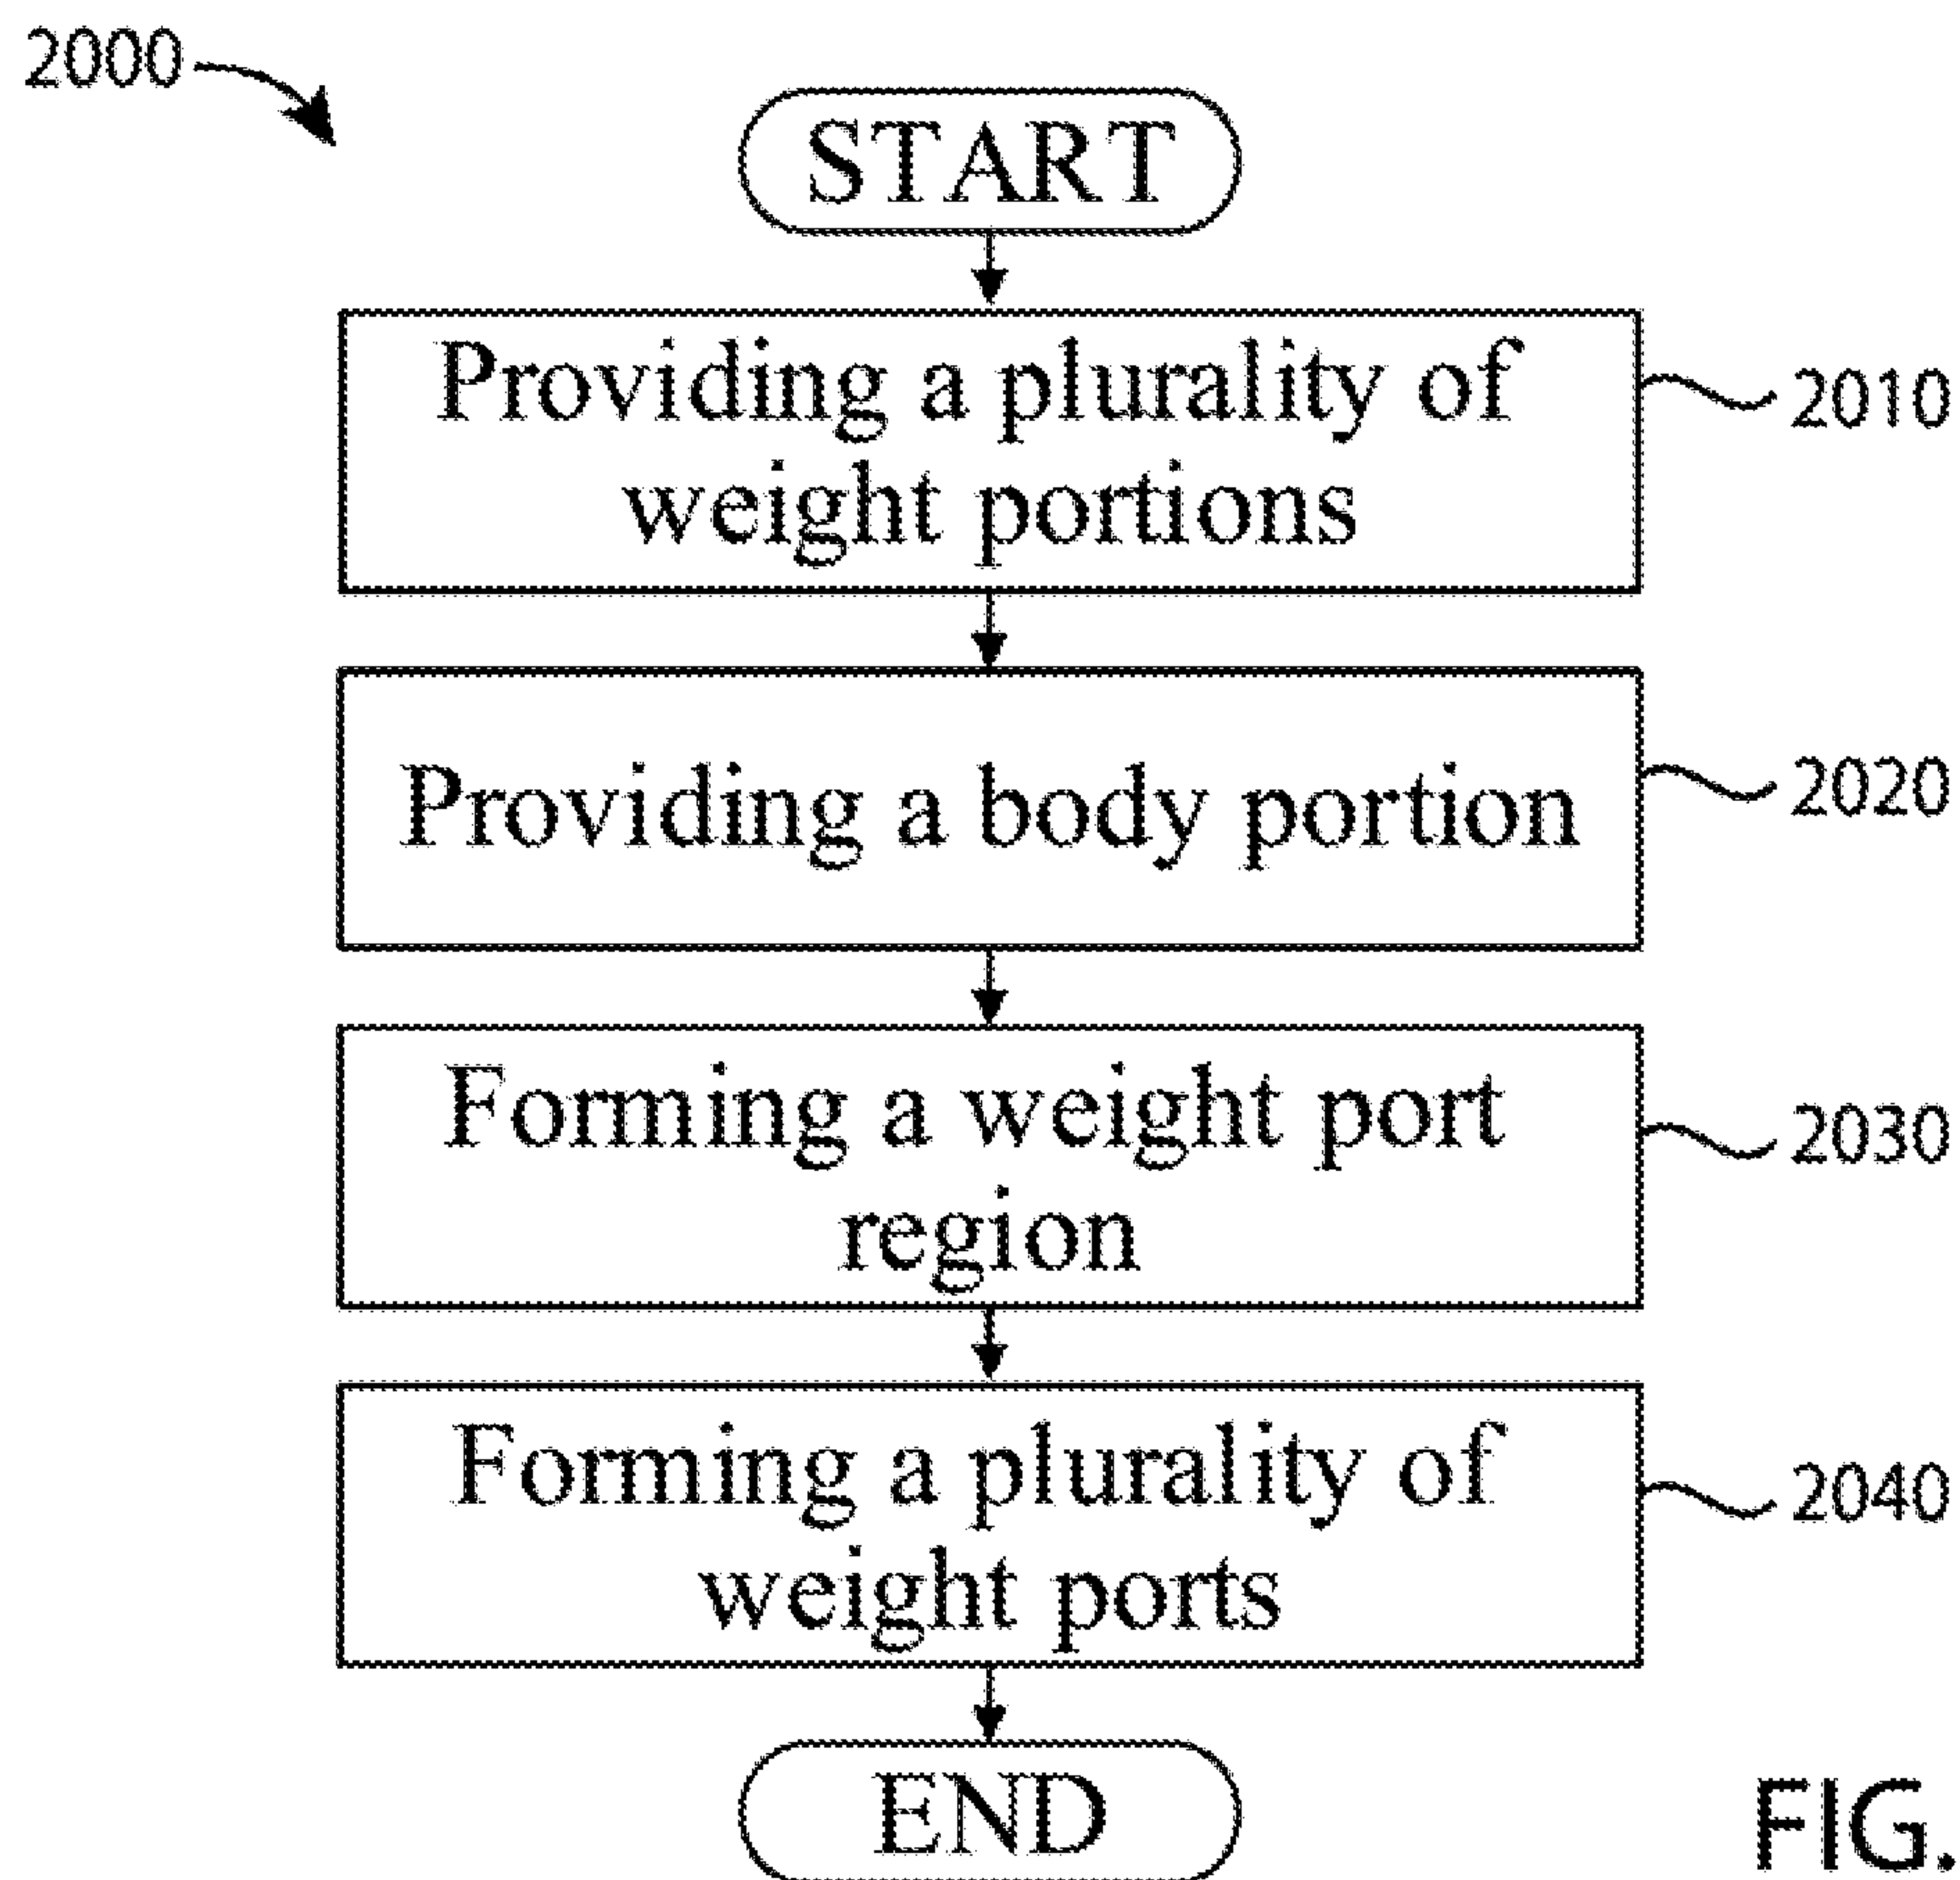 2000
START
Providing a plurality of
weight portions
2010
Providing a body portion
2020
Forming a weight port
region
2030
Forming a plurality of
weight ports
2040
END
FIG.